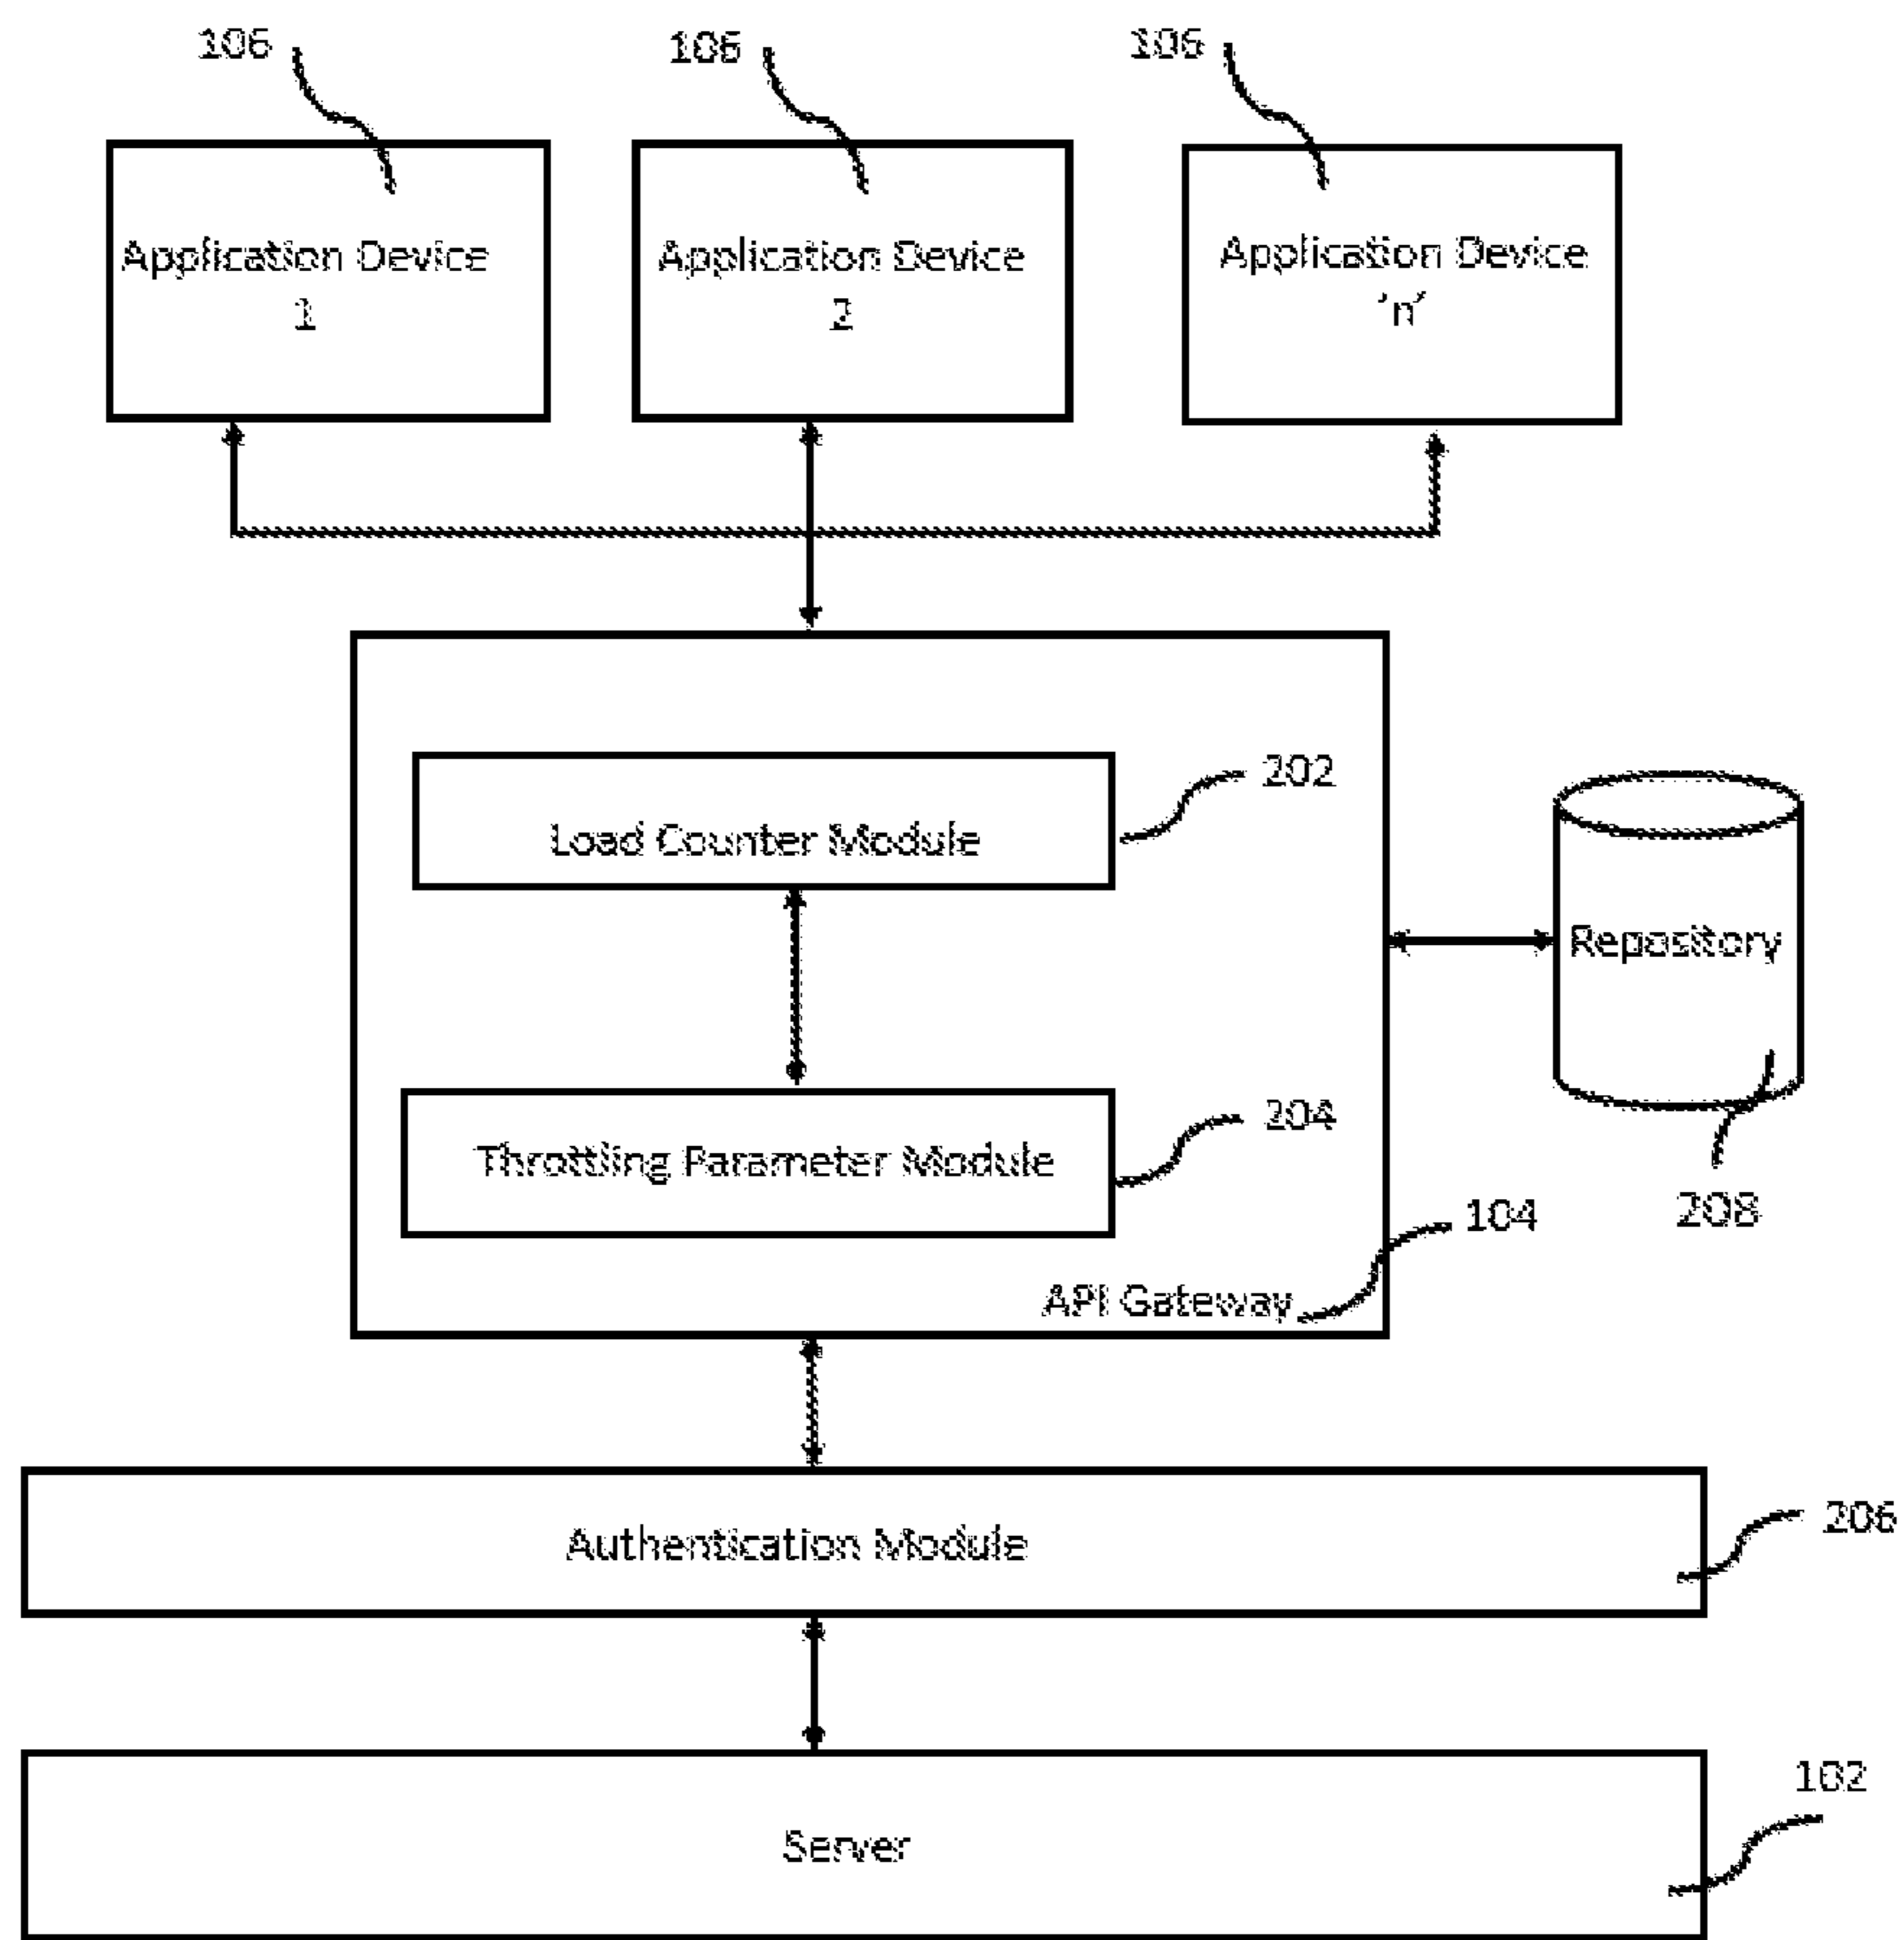 106
106
106
Application Device
1
Application Device
2
Application Device
'n'
202
Load Counter Module
Repository
204
Throttling Parameter Module
208
104
API Gateway
206
Authentication Module
102
Server